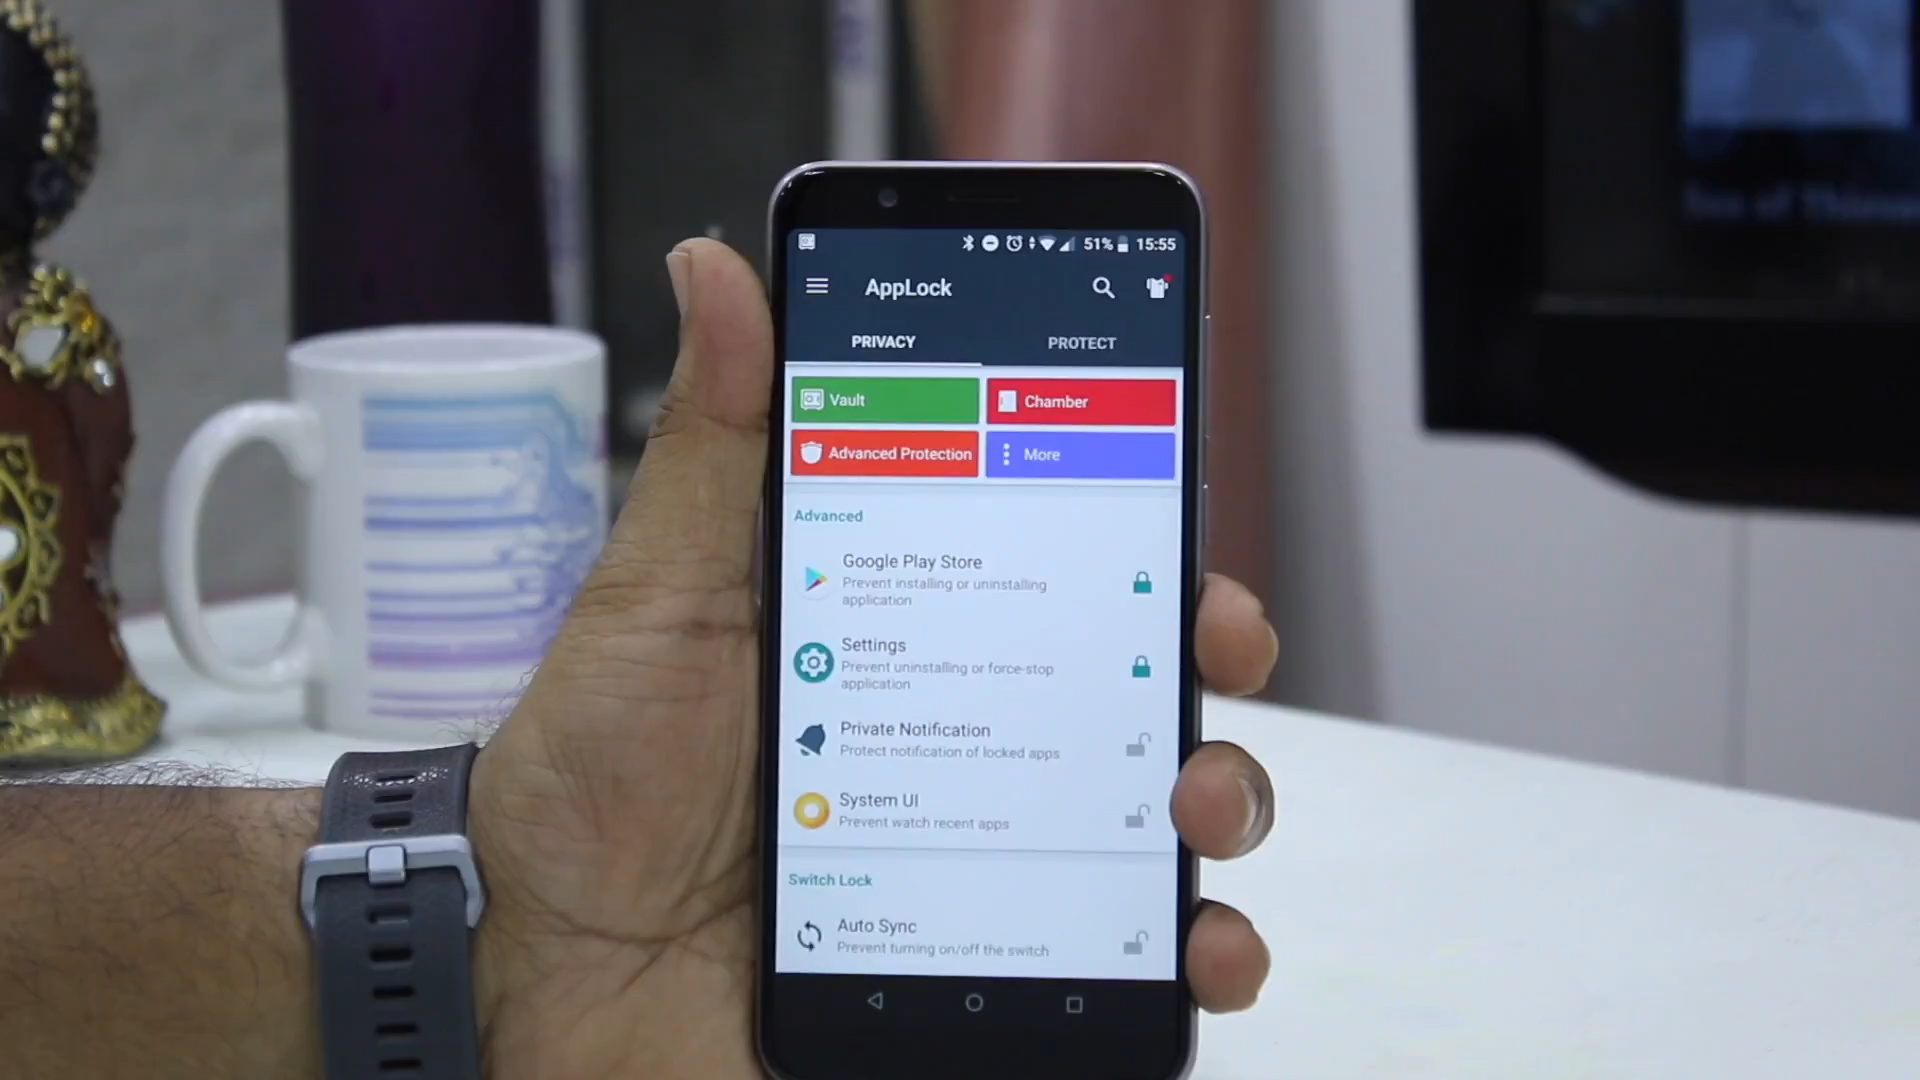 51% 15:55
AppLock
PRIVACY PROTECT
Vault Chamber
Advanced Protection More
Advanced
Google Play Store
Prevent installing or uninstalling
application
Settings
Prevent uninstalling or force-stop
application
Private Notification
Protect notification of locked apps
System UI
Prevent watch recent apps
Switch Lock
Auto Sync
Prevent turning on/off the switch